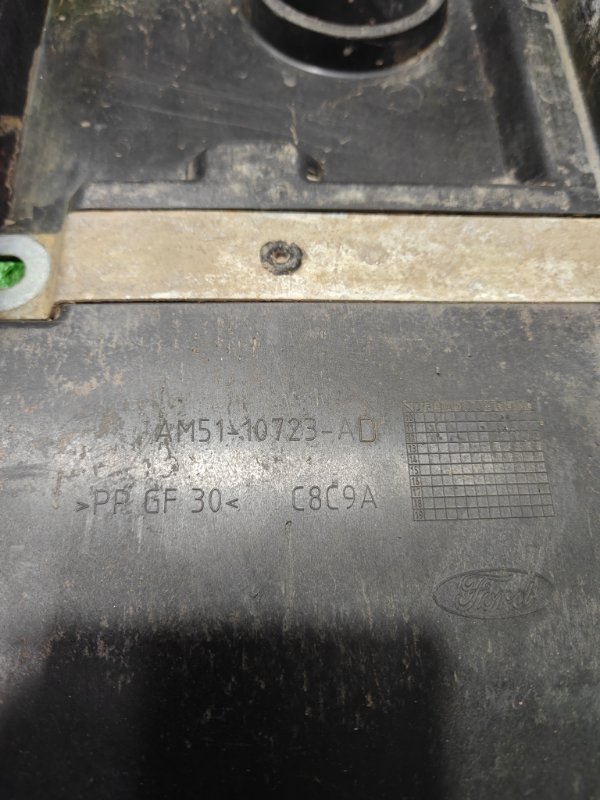 AM51-10723-AD
>PP GF 30< C8C9A
Ford